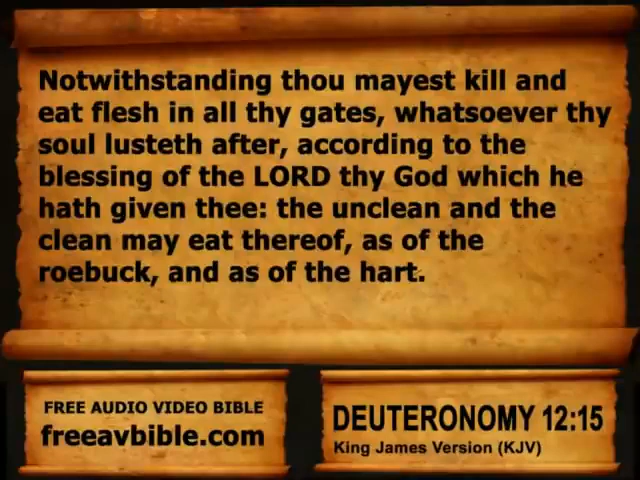 Notwithstanding thou mayest kill and
eat flesh in all thy gates, whatsoever thy
soul lusteth after, according to the
blessing of the LORD thy God which he
hath given thee: the unclean and the
clean may eat thereof, as of the
roebuck, and as of the hart.
FREE AUDIO VIDEO BIBLE
freeavbible.com
DEUTERONOMY 12:15
King James Version (KJV)